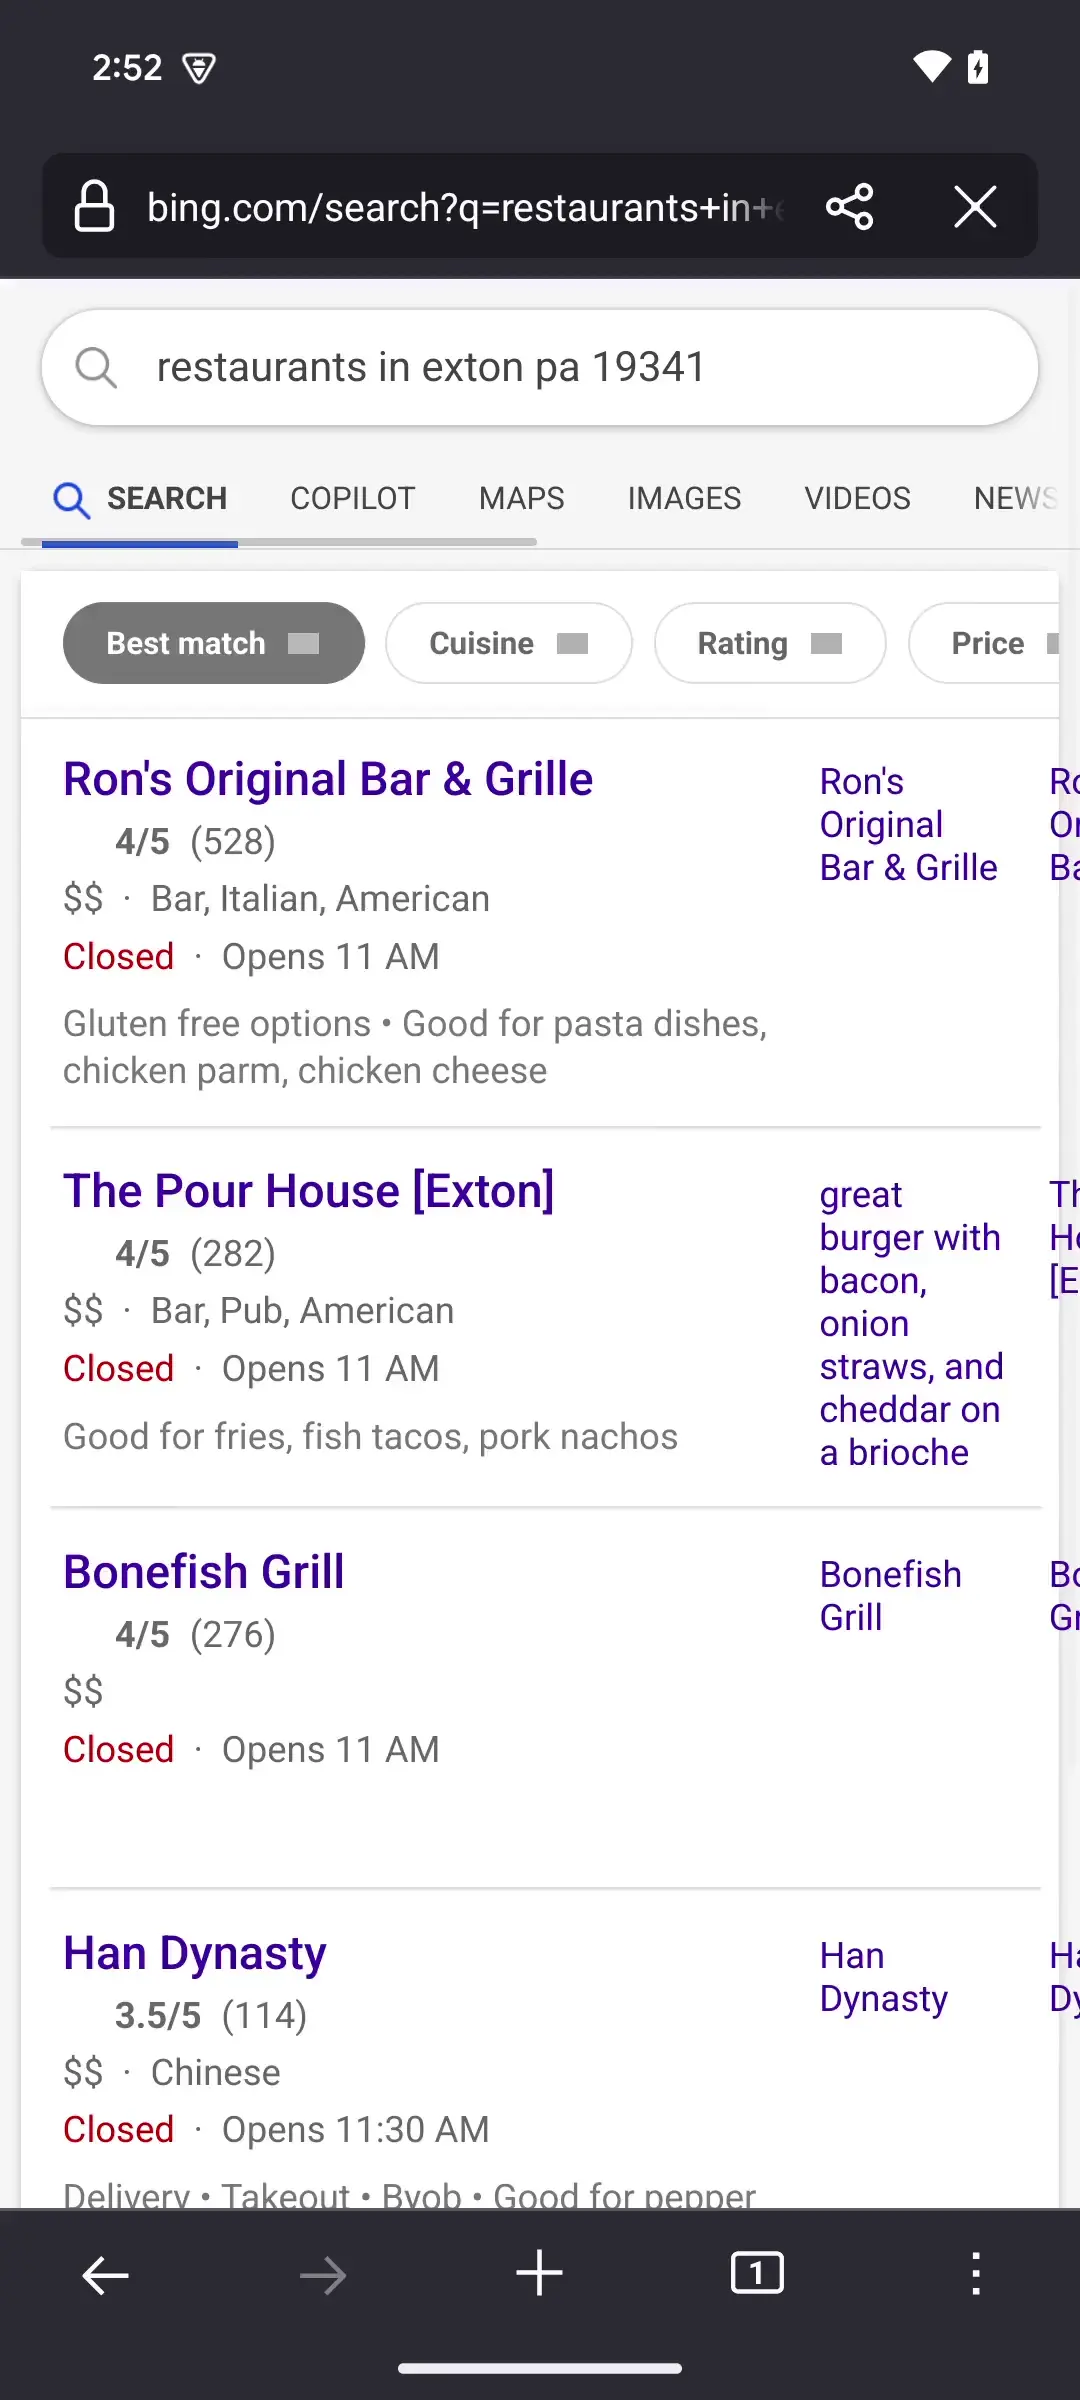 2:52
bing.com/search?q=restaurants+in+
restaurants in exton pa 19341
SEARCH COPILOT MAPS IMAGES VIDEOS NEWS
Best match Cuisine Rating Price
Ron's Original Bar & Grille
4/5 (528)
$$ · Bar, Italian, American
Closed · Opens 11 AM
Gluten free options • Good for pasta dishes,
chicken parm, chicken cheese
Ron's
Original
Bar & Grille
Ro
Or
Ba
The Pour House [Exton]
4/5 (282)
$$ · Bar, Pub, American
Closed · Opens 11 AM
Good for fries, fish tacos, pork nachos
great
burger with
bacon,
onion
straws, and
cheddar on
a brioche
Th
Ho
[E
Bonefish Grill
4/5 (276)
$$
Closed · Opens 11 AM
Bonefish
Grill
Bo
Gr
Han Dynasty
3.5/5 (114)
$$ · Chinese
Closed · Opens 11:30 AM
Delivery • Takeout • Byob • Good for pepper
Han
Dynasty
Ha
Dy
1